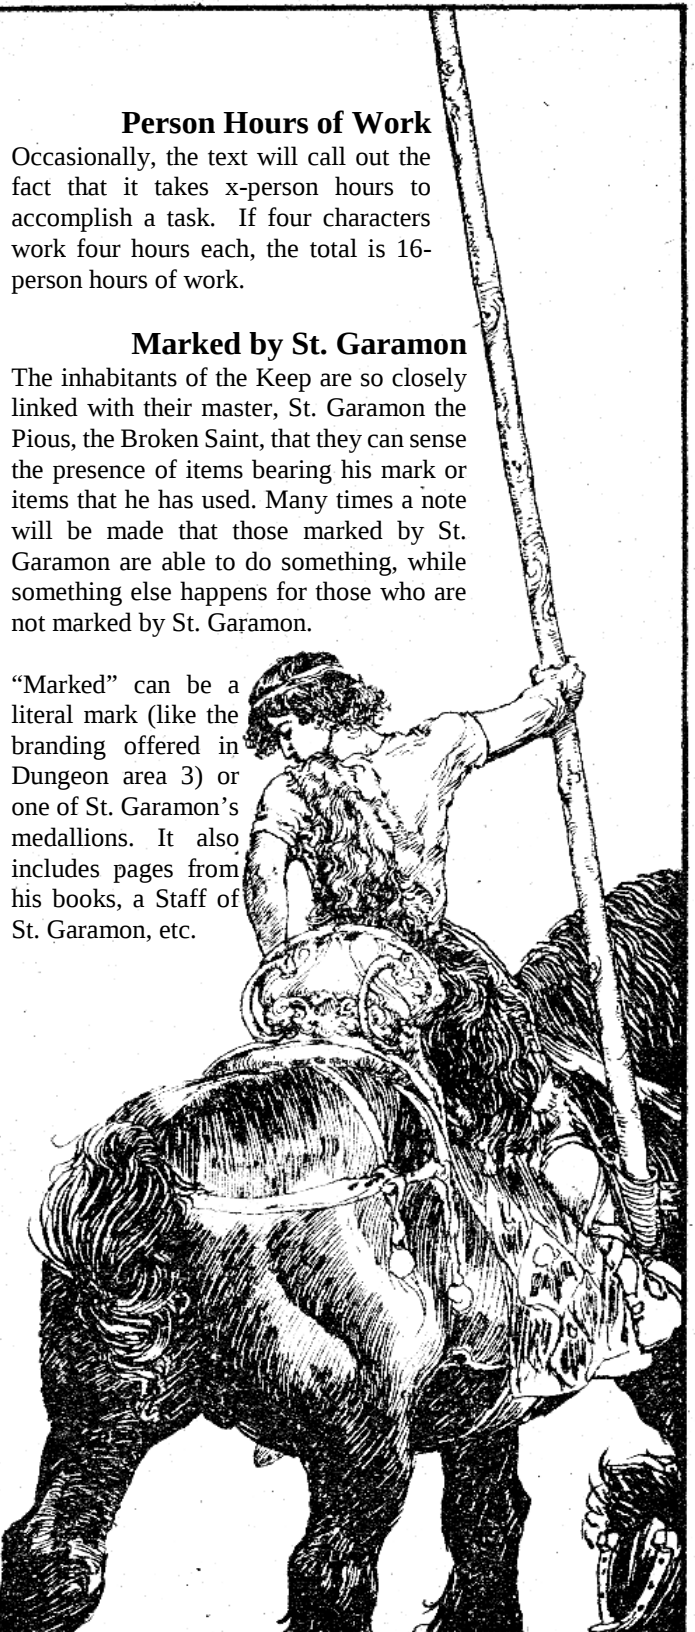 Person Hours of Work
Occasionally, the text will call out the
fact that it takes x-person hours to
accomplish a task. If four characters
work four hours each, the total is 16-
person hours of work.
Marked by St. Garamon
The inhabitants of the Keep are so closely
linked with their master, St. Garamon the
Pious, the Broken Saint, that they can sense
the presence of items bearing his mark or
items that he has used. Many times a note
will be made that those marked by St.
Garamon are able to do something, while
something else happens for those who are
not marked by St. Garamon.
“Marked” can be a
literal mark (like the
branding offered in
Dungeon area 3) or
one of St. Garamon’s
medallions. It also
includes pages from
his books, a Staff of
St. Garamon, etc.